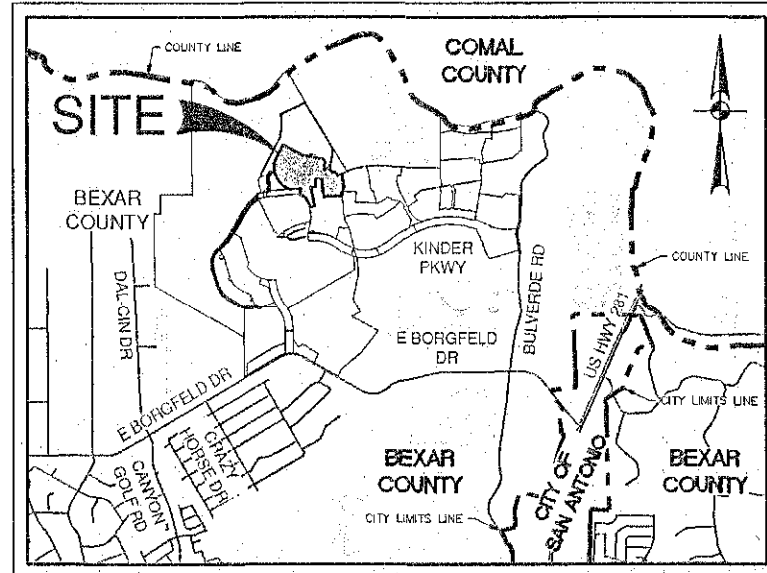 COUNTY LINE
COMAL
COUNTY
SITE
BEXAR
COUNTY
DAL CIN DR
KINDER
PKWY
BULVERDE RD
COUNTY LINE
US HWY 281
E BORGFELD
DR
E BORGFELD DR
CRAZY
HORSE DR
CANYON
GOLF RD
CITY LIMITS LINE
BEXAR
COUNTY
CITY OF
SAN ANTONIO
BEXAR
COUNTY
CITY LIMITS LINE